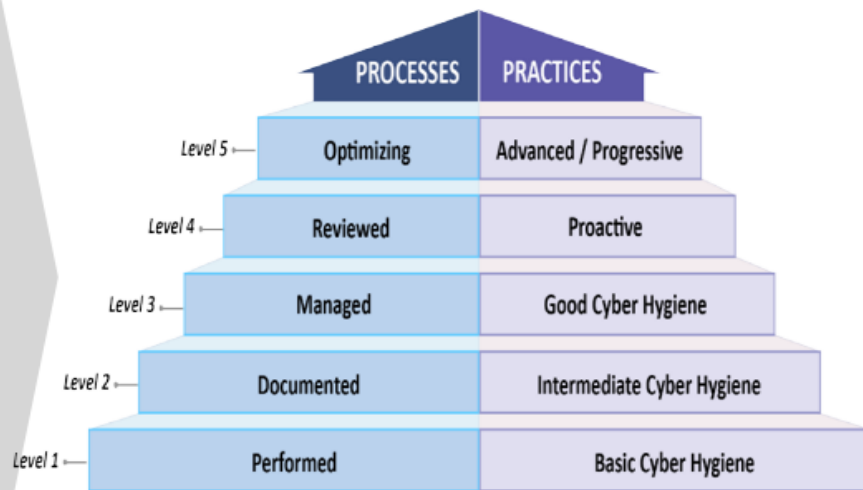 PROCESSES PRACTICES
Level 5 Optimizing Advanced / Progressive
Level 4 Reviewed Proactive
Level 3 Managed Good Cyber Hygiene
Level 2 Documented Intermediate Cyber Hygiene
Level 1 Performed Basic Cyber Hygiene